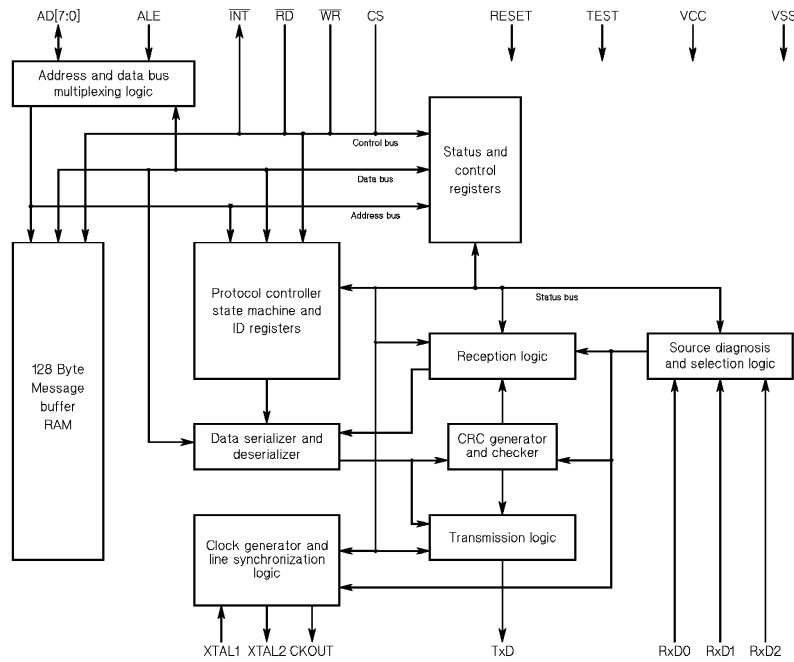 AD[7:0] ALE INT RD WR CS RESET TEST VCC VSS
Address and data bus
multiplexing logic
Control bus
Status and
control
registers
Data bus
Address bus
Protocol controller
state machine and
ID registers
Status bus
Reception logic
Source diagnosis
and selection logic
128 Byte
Message
buffer
RAM
Data serializer and
deserializer
CRC generator
and checker
Clock generator and
line synchronization
logic
Transmission logic
XTAL1 XTAL2 CKOUT TxD RxD0 RxD1 RxD2